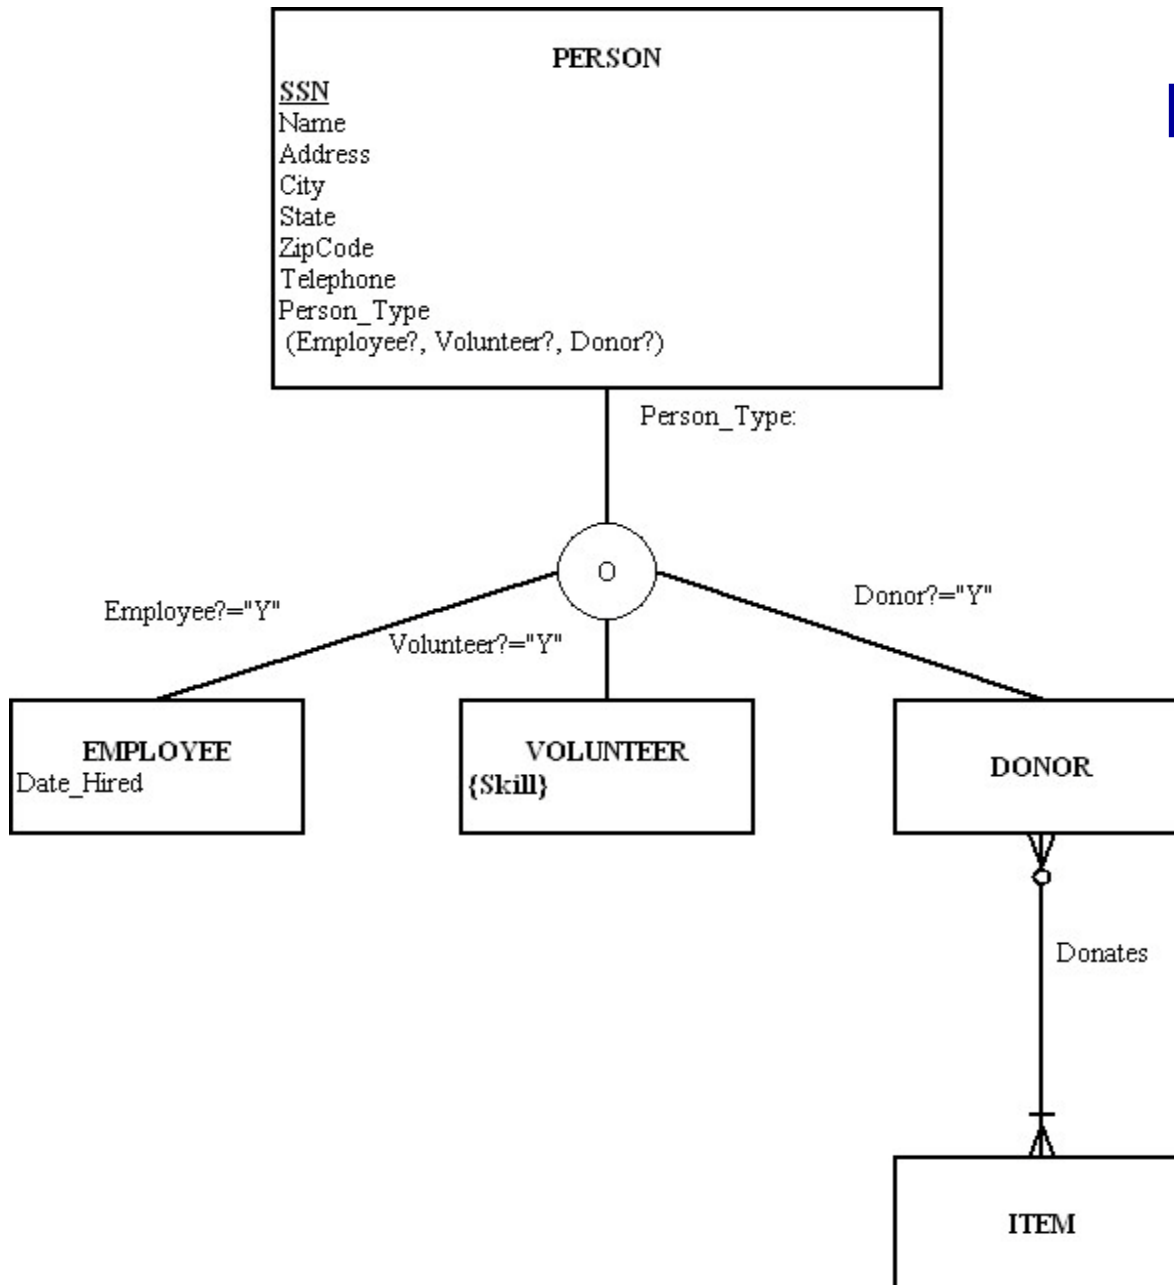 PERSON
SSN
Name
Address
City
State
ZipCode
Telephone
Person_Type
(Employee?, Volunteer?, Donor?)
Person_Type:
O
Employee?="Y"
Volunteer?="Y"
Donor?="Y"
EMPLOYEE
Date_Hired
VOLUNTEER
{Skill}
DONOR
Donates
ITEM